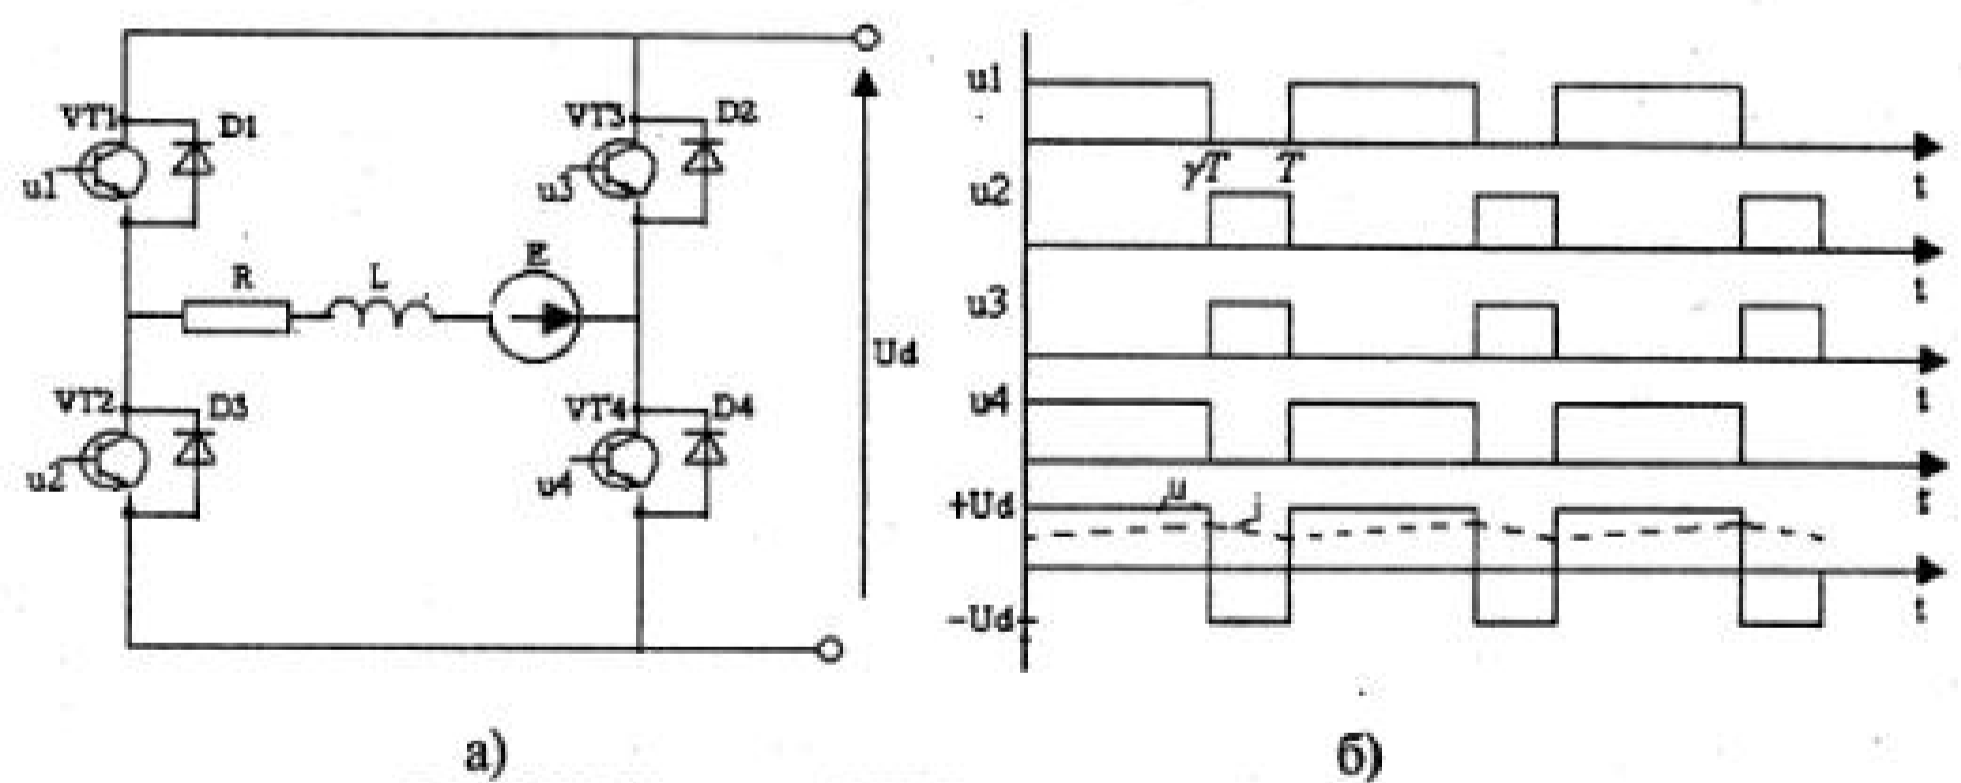 VT1
D1
u1
VT3
D2
u3
R
L
E
VT2
D3
u2
VT4
D4
u4
Ud
a)
u1
γT
T
t
u2
t
u3
t
u4
t
+Ud
u
i
-Ud
t
б)